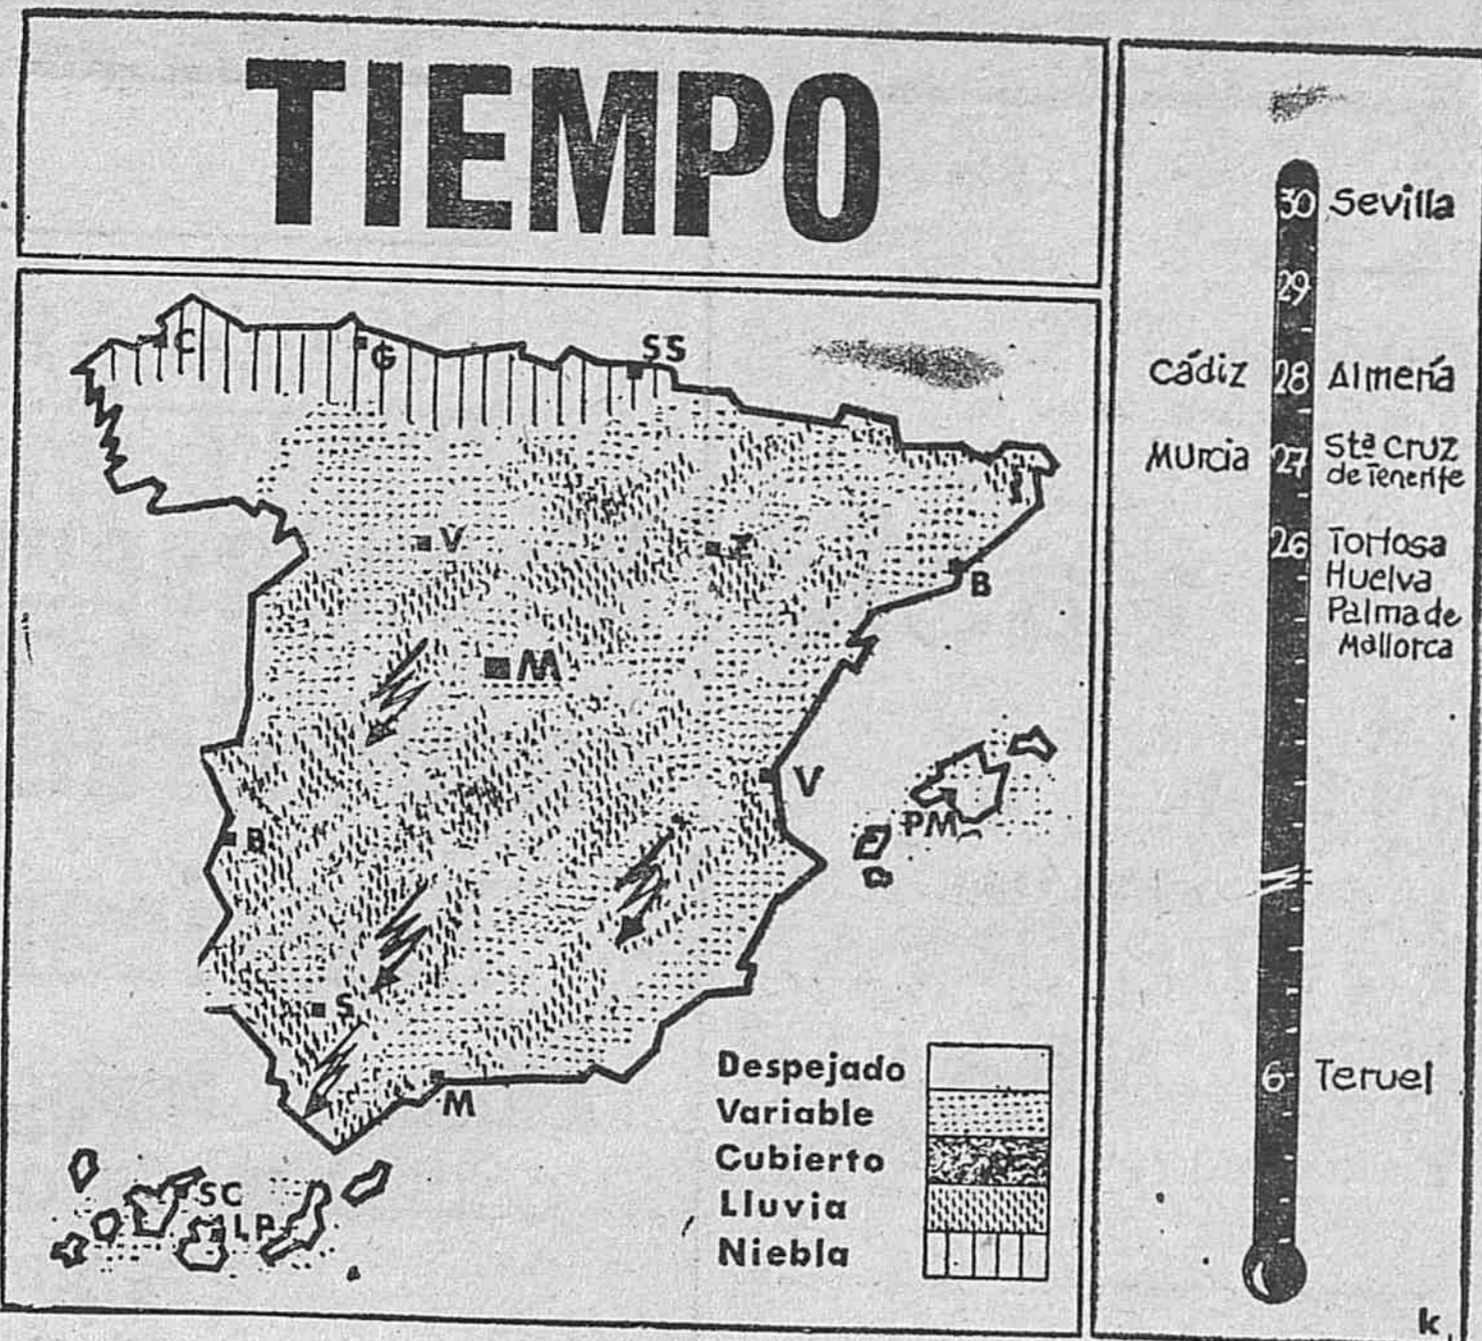 TIEMPO
C
G
SS
V
Z
B
M
V
B
PM
S
M
SC
LP
Despejado
Variable
Cubierto
Lluvia
Niebla
30 Sevilla
29
Cádiz 28 Almería
Murcia 27 Stª Cruz
de Tenerife
26 Tortosa
Huelva
Palma de
Mallorca
6 Teruel
k